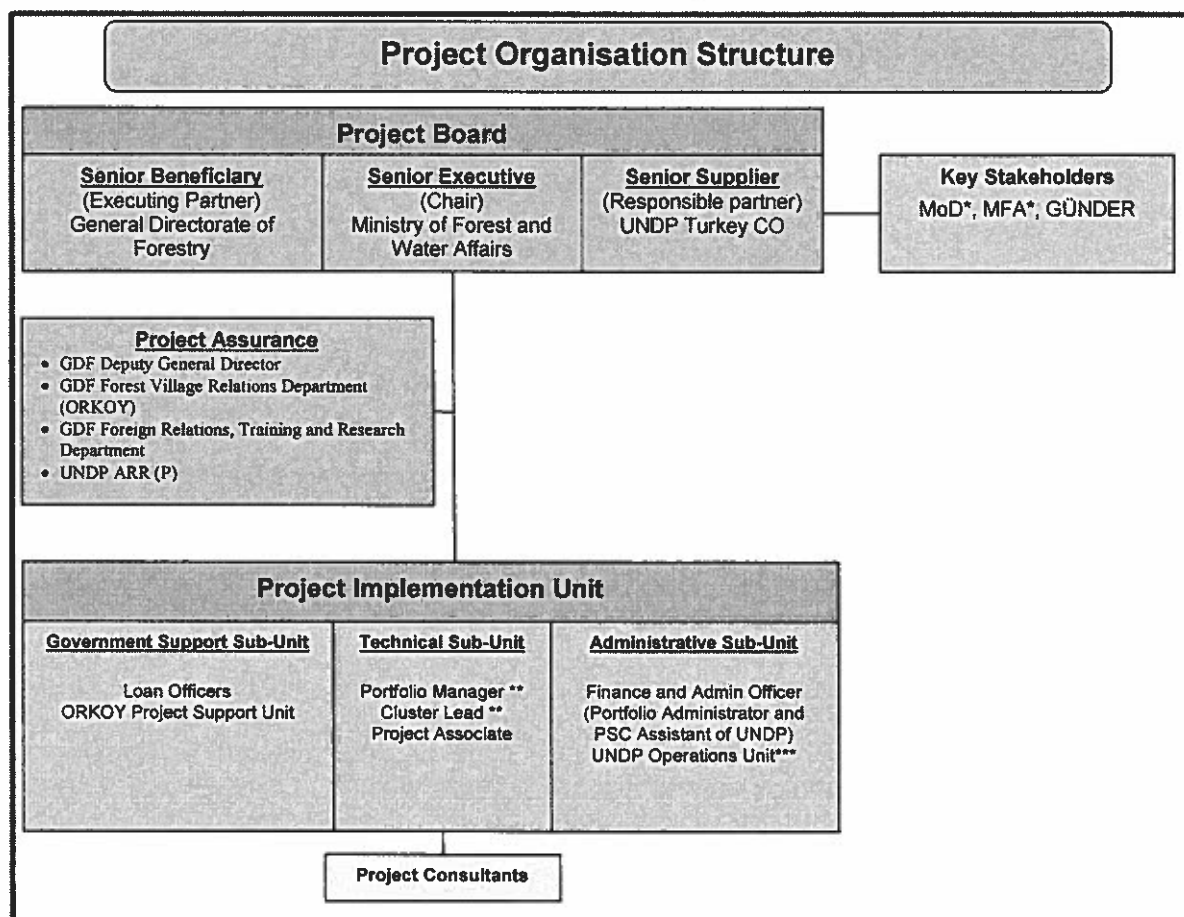 Project Organisation Structure
Project Board
Senior Beneficiary
(Executing Partner)
General Directorate of
Forestry
Senior Executive
(Chair)
Ministry of Forest and
Water Affairs
Senior Supplier
(Responsible partner)
UNDP Turkey CO
Key Stakeholders
MoD*, MFA*, GÜNDER
Project Assurance
• GDF Deputy General Director
• GDF Forest Village Relations Department
(ORKOY)
• GDF Foreign Relations, Training and Research
Department
• UNDP ARR (P)
Project Implementation Unit
Government Support Sub-Unit
Loan Officers
ORKOY Project Support Unit
Technical Sub-Unit
Portfolio Manager **
Cluster Lead **
Project Associate
Administrative Sub-Unit
Finance and Admin Officer
(Portfolio Administrator and
PSC Assistant of UNDP)
UNDP Operations Unit***
Project Consultants